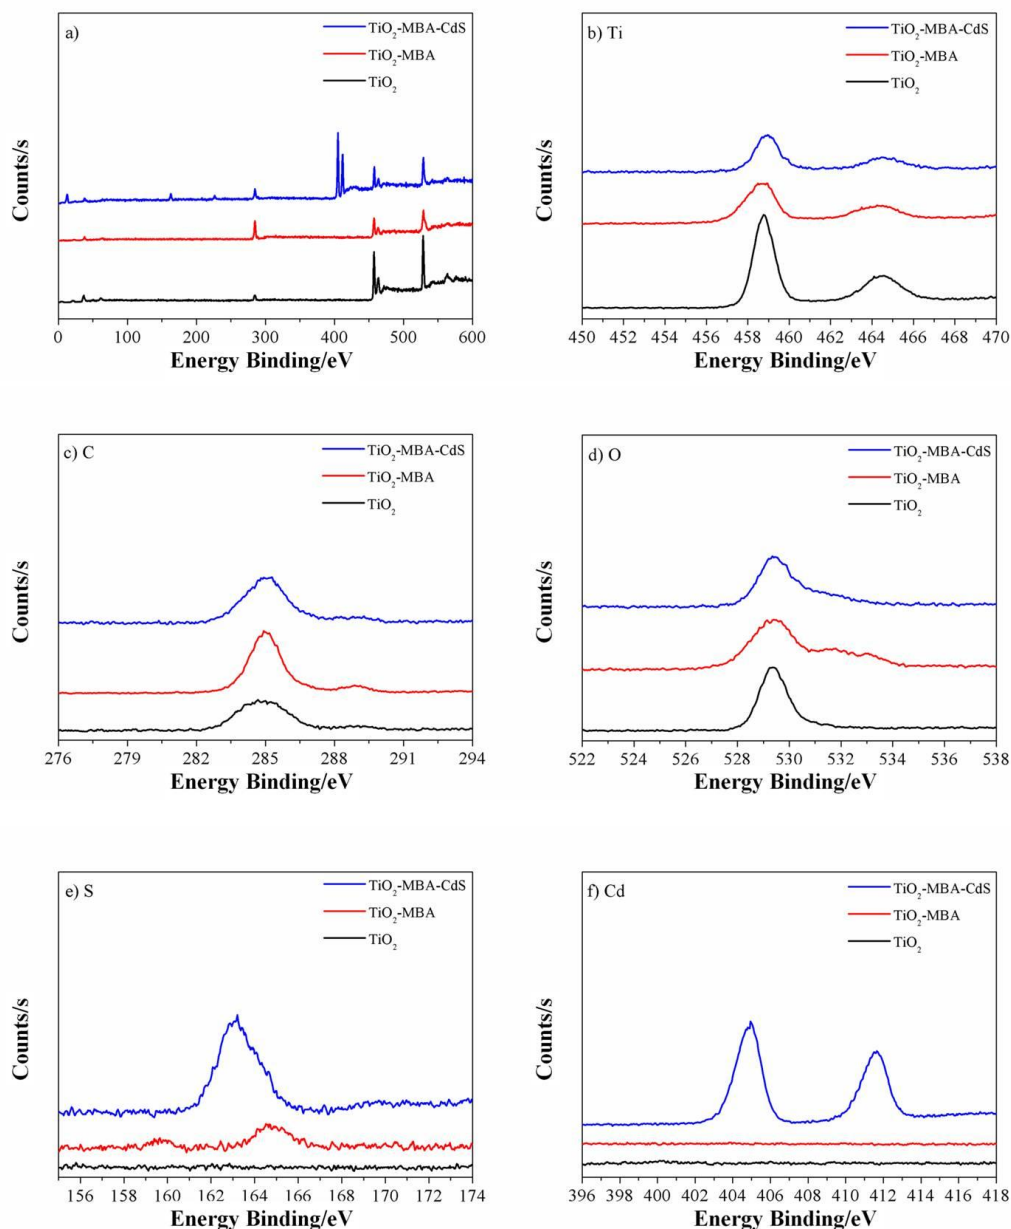 a)
TiO₂-MBA-CdS
TiO₂-MBA
TiO₂
Counts/s
0 100 200 300 400 500 600
Energy Binding/eV
b) Ti
TiO₂-MBA-CdS
TiO₂-MBA
TiO₂
Counts/s
450 452 454 456 458 460 462 464 466 468 470
Energy Binding/eV
c) C
TiO₂-MBA-CdS
TiO₂-MBA
TiO₂
Counts/s
276 279 282 285 288 291 294
Energy Binding/eV
d) O
TiO₂-MBA-CdS
TiO₂-MBA
TiO₂
Counts/s
522 524 526 528 530 532 534 536 538
Energy Binding/eV
e) S
TiO₂-MBA-CdS
TiO₂-MBA
TiO₂
Counts/s
156 158 160 162 164 166 168 170 172 174
Energy Binding/eV
f) Cd
TiO₂-MBA-CdS
TiO₂-MBA
TiO₂
Counts/s
396 398 400 402 404 406 408 410 412 414 416 418
Energy Binding/eV